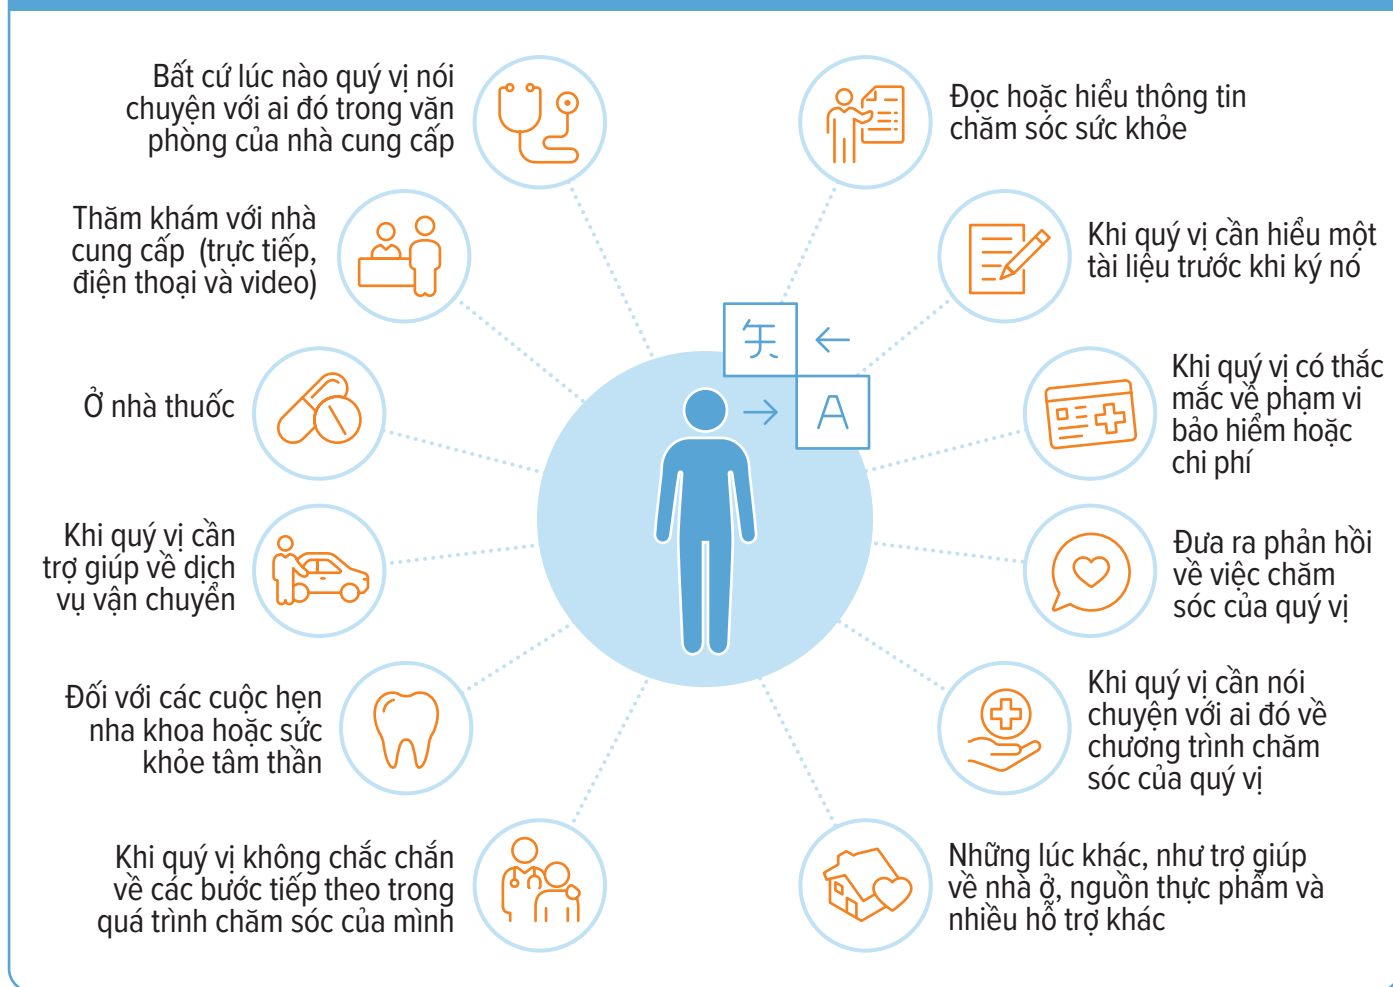 Bất cứ lúc nào quý vị nói
chuyện với ai đó trong văn
phòng của nhà cung cấp
Thăm khám với nhà
cung cấp (trực tiếp,
điện thoại và video)
Ở nhà thuốc
Khi quý vị cần
trợ giúp về dịch
vụ vận chuyển
Đối với các cuộc hẹn
nha khoa hoặc sức
khỏe tâm thần
Khi quý vị không chắc chắn
về các bước tiếp theo trong
quá trình chăm sóc của mình
A
Đọc hoặc hiểu thông tin
chăm sóc sức khỏe
Khi quý vị cần hiểu một
tài liệu trước khi ký nó
Khi quý vị có thắc
mắc về phạm vi
bảo hiểm hoặc
chi phí
Đưa ra phản hồi
về việc chăm
sóc của quý vị
Khi quý vị cần nói
chuyện với ai đó về
chương trình chăm
sóc của quý vị
Những lúc khác, như trợ giúp
về nhà ở, nguồn thực phẩm và
nhiều hỗ trợ khác